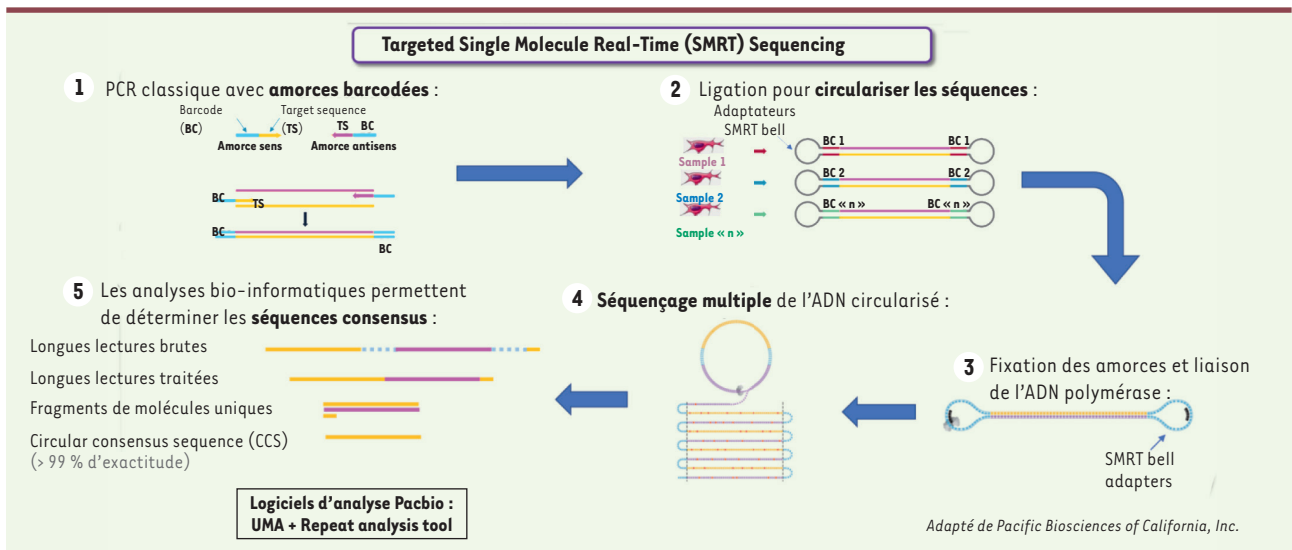 Targeted Single Molecule Real-Time (SMRT) Sequencing
1 PCR classique avec amorces barcodées :
Barcode
(BC)
Target sequence
(TS)
TS BC
Amorce sens
Amorce antisens
BC
TS
BC
BC
2 Ligation pour circulariser les séquences :
Adaptateurs
SMRT bell
Sample 1
BC 1
BC 1
Sample 2
BC 2
BC 2
Sample « n »
BC « n »
BC « n »
3 Fixation des amorces et liaison
de l’ADN polymérase :
SMRT bell
adapters
4 Séquençage multiple de l’ADN circularisé :
5 Les analyses bio-informatiques permettent
de déterminer les séquences consensus :
Longues lectures brutes
Longues lectures traitées
Fragments de molécules uniques
Circular consensus sequence (CCS)
(> 99 % d’exactitude)
Logiciels d’analyse Pacbio :
UMA + Repeat analysis tool
Adapté de Pacific Biosciences of California, Inc.